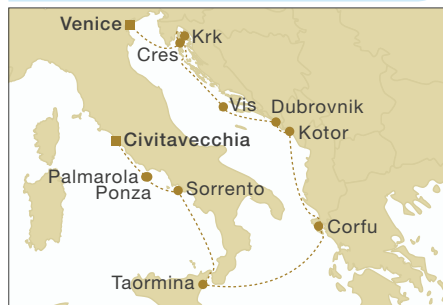 Venice
Krk
Cres
Vis
Dubrovnik
Kotor
Civitavecchia
Palmarola
Ponza
Sorrento
Corfu
Taormina